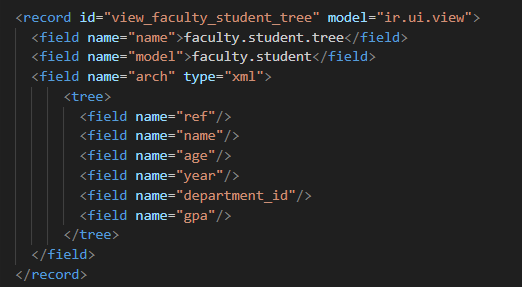 <record id="view_faculty_student_tree" model="ir.ui.view">
<field name="name">faculty.student.tree</field>
<field name="model">faculty.student</field>
<field name="arch" type="xml">
<tree>
<field name="ref"/>
<field name="name"/>
<field name="age"/>
<field name="year"/>
<field name="department_id"/>
<field name="gpa"/>
</tree>
</field>
</record>